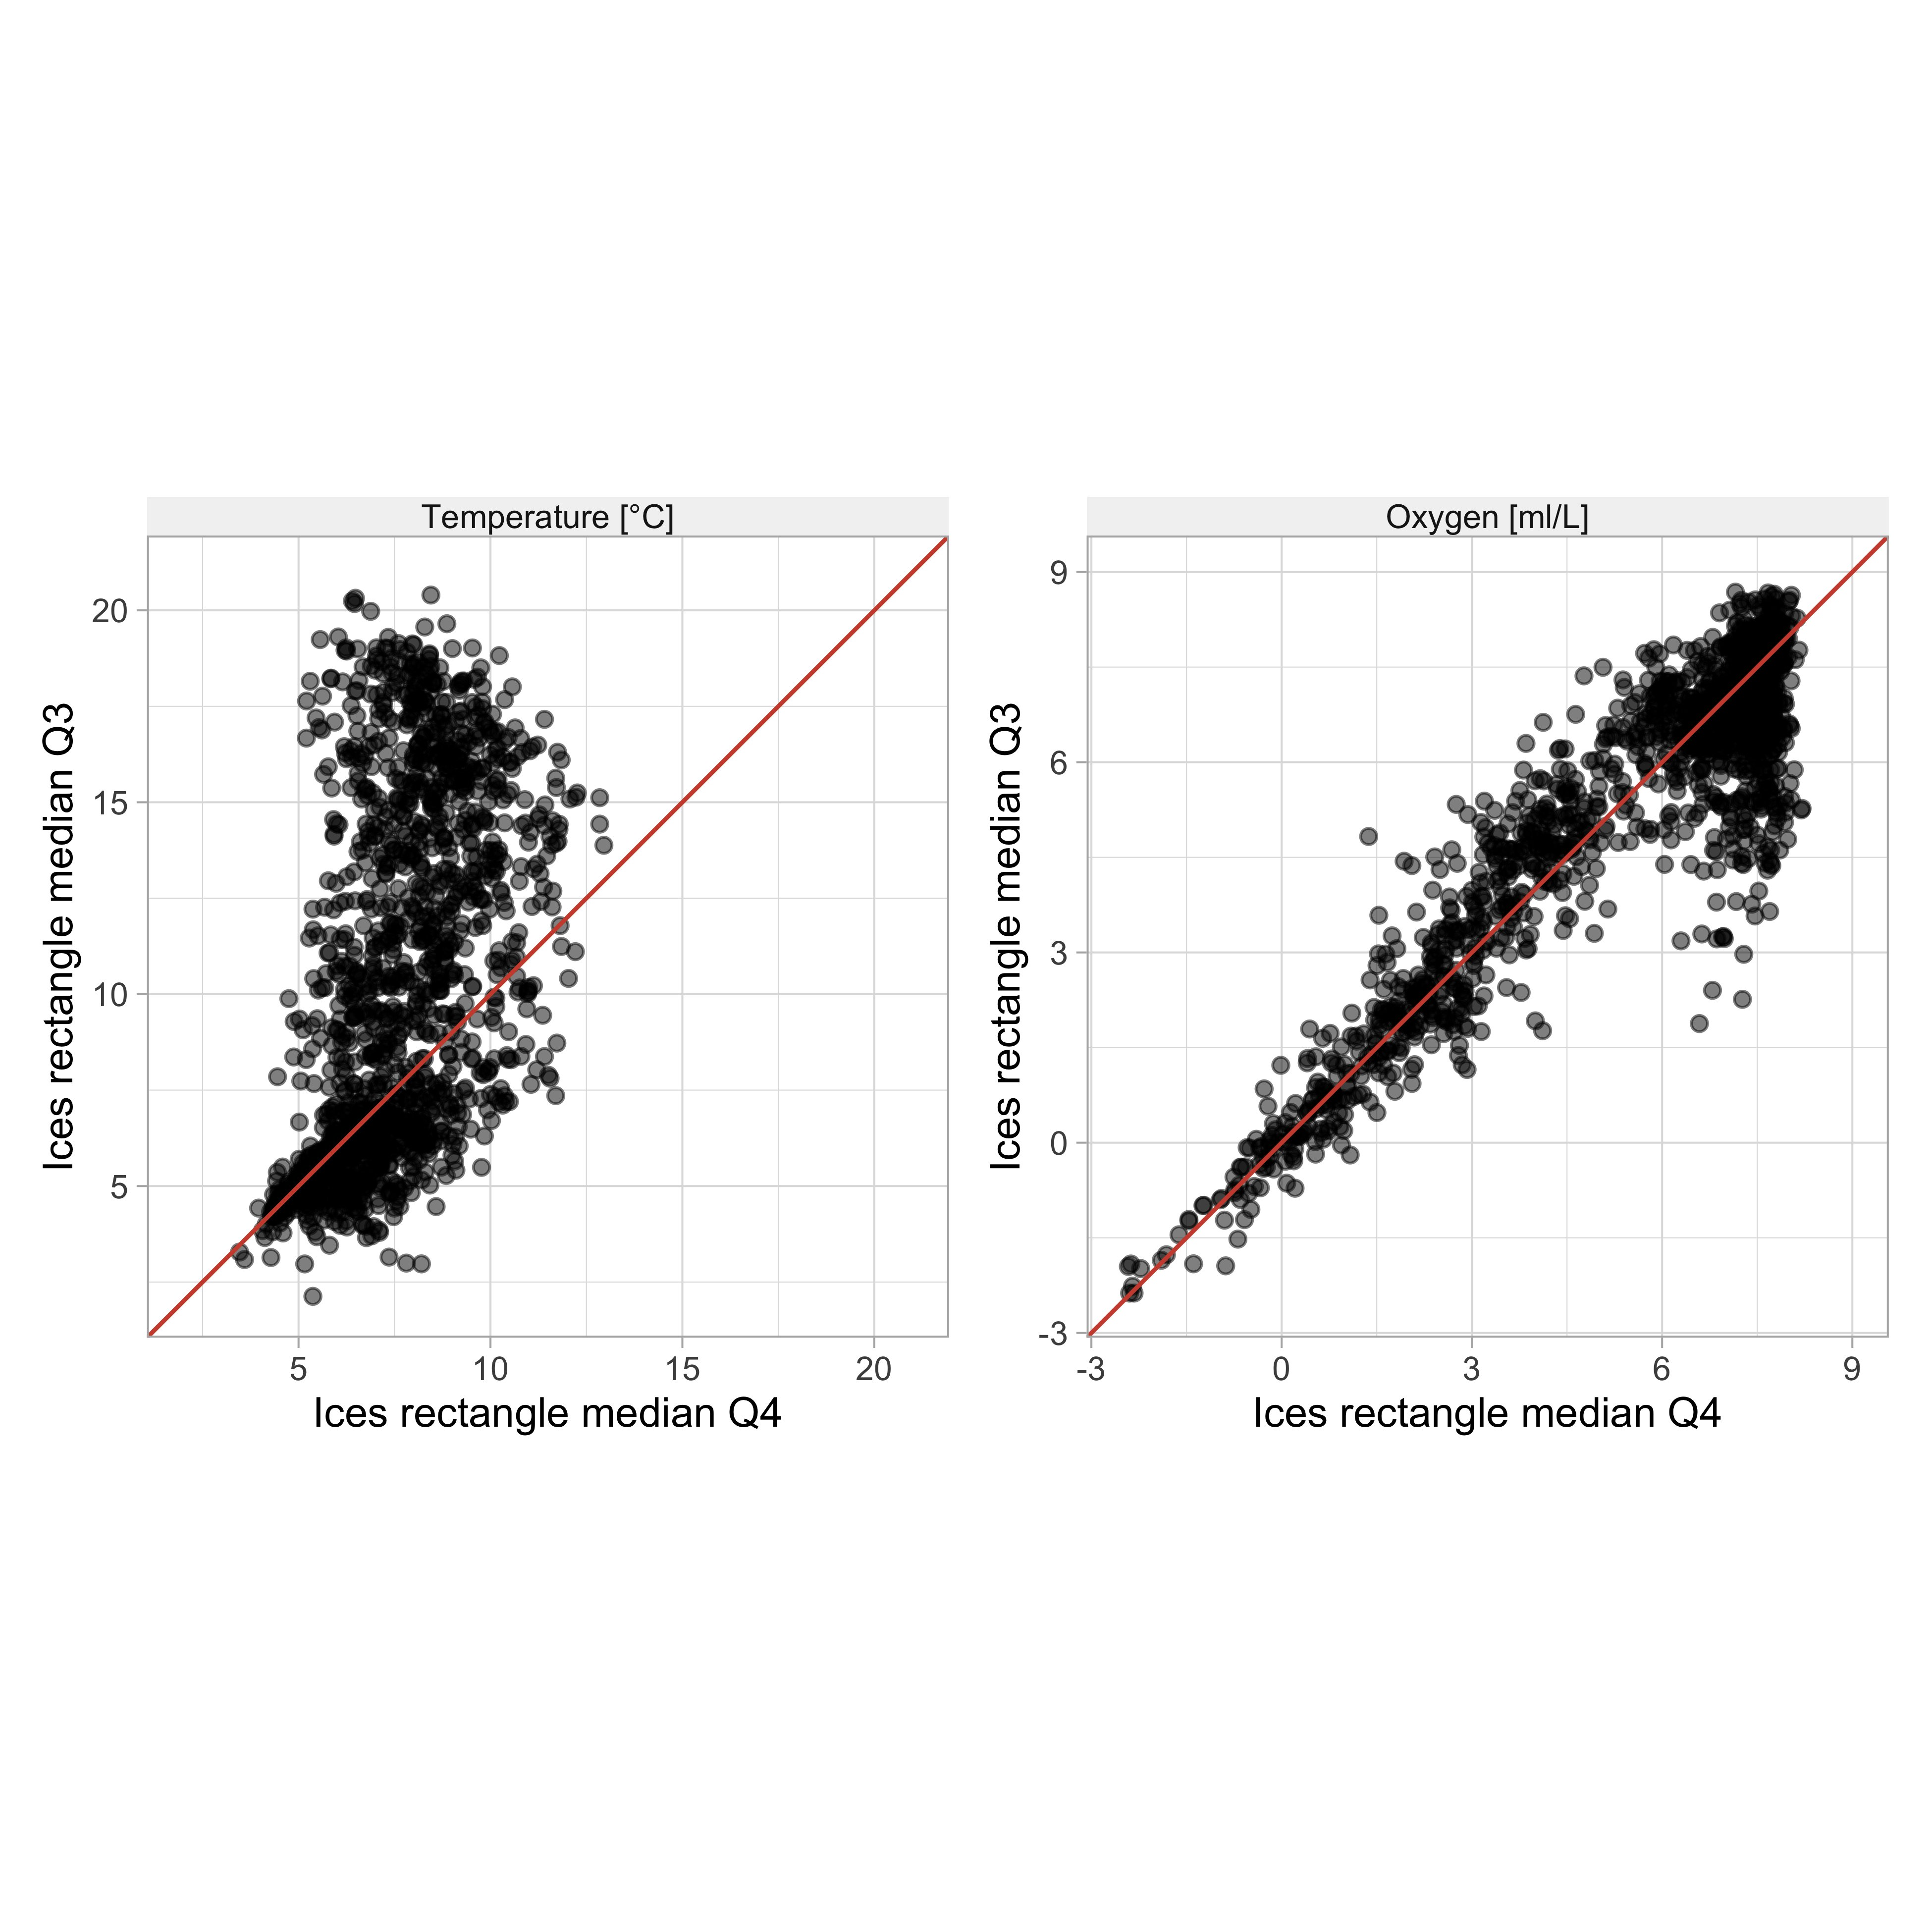 Temperature [°C]
Oxygen [ml/L]
Ices rectangle median Q3
20
15
10
5
5 10 15 20
Ices rectangle median Q4
Ices rectangle median Q3
9
6
3
0
-3
-3 0 3 6 9
Ices rectangle median Q4